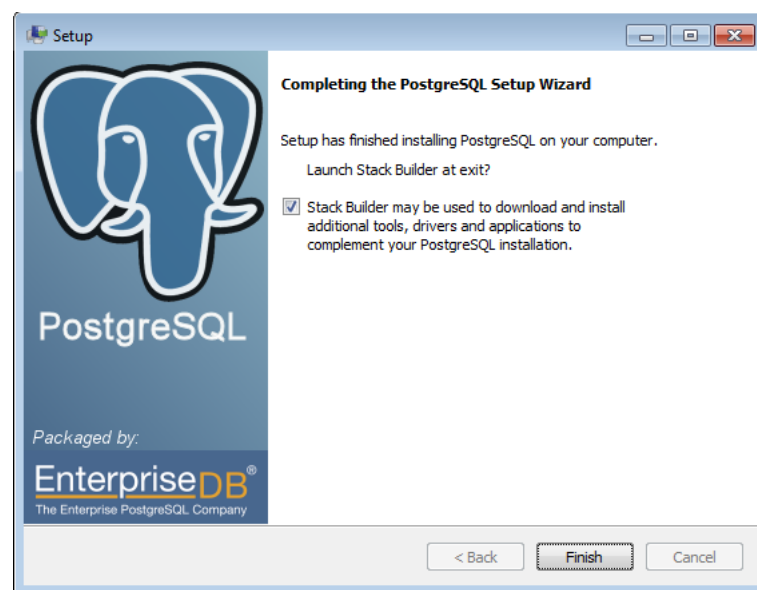 Setup
Completing the PostgreSQL Setup Wizard
Setup has finished installing PostgreSQL on your computer.
Launch Stack Builder at exit?
Stack Builder may be used to download and install
additional tools, drivers and applications to
complement your PostgreSQL installation.
PostgreSQL
Packaged by:
EnterpriseDB®
The Enterprise PostgreSQL Company
< Back
Finish
Cancel